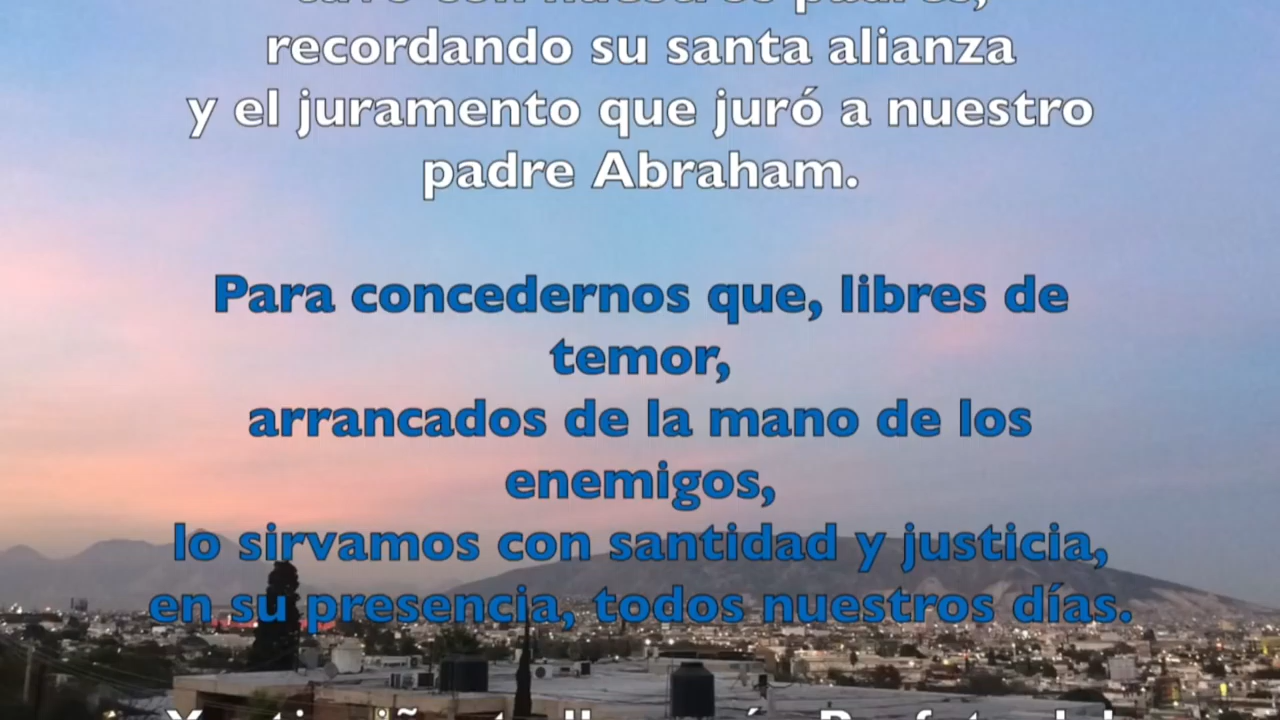 recordando su santa alianza
y el juramento que juró a nuestro
padre Abraham.
Para concedernos que, libres de
temor,
arrancados de la mano de los
enemigos,
lo sirvamos con santidad y justicia,
en su presencia, todos nuestros días.